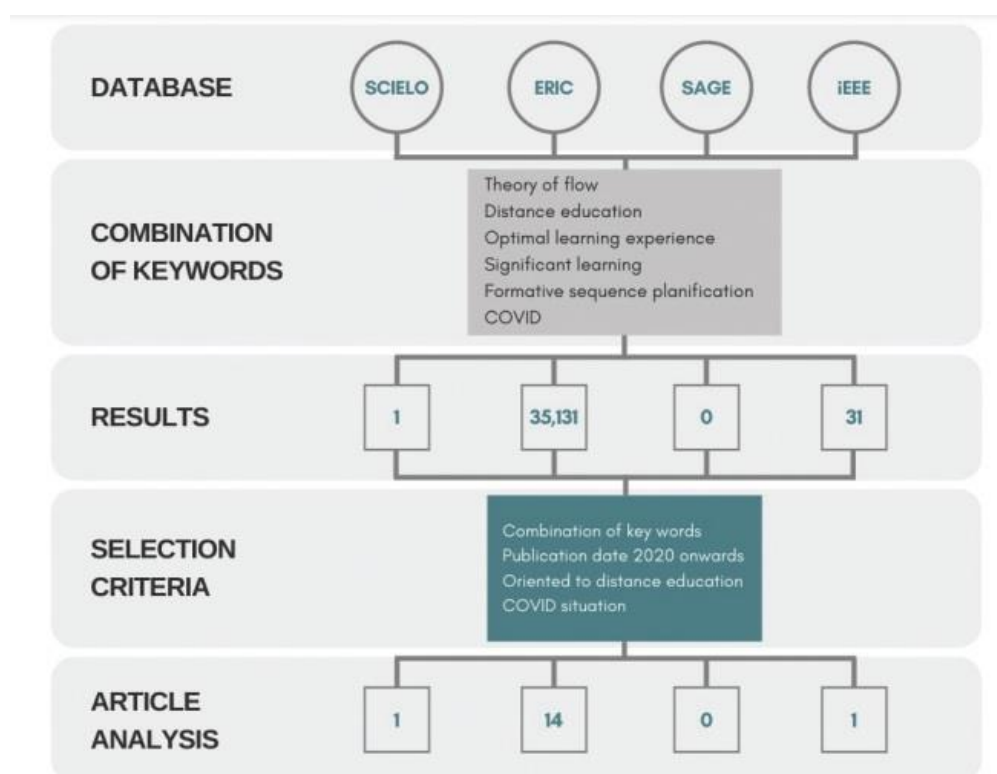 DATABASE
SCIELO
ERIC
SAGE
iEEE
COMBINATION
OF KEYWORDS
Theory of flow
Distance education
Optimal learning experience
Significant learning
Formative sequence planification
COVID
RESULTS
1
35,131
0
31
SELECTION
CRITERIA
Combination of key words
Publication date 2020 onwards
Oriented to distance education
COVID situation
ARTICLE
ANALYSIS
1
14
0
1